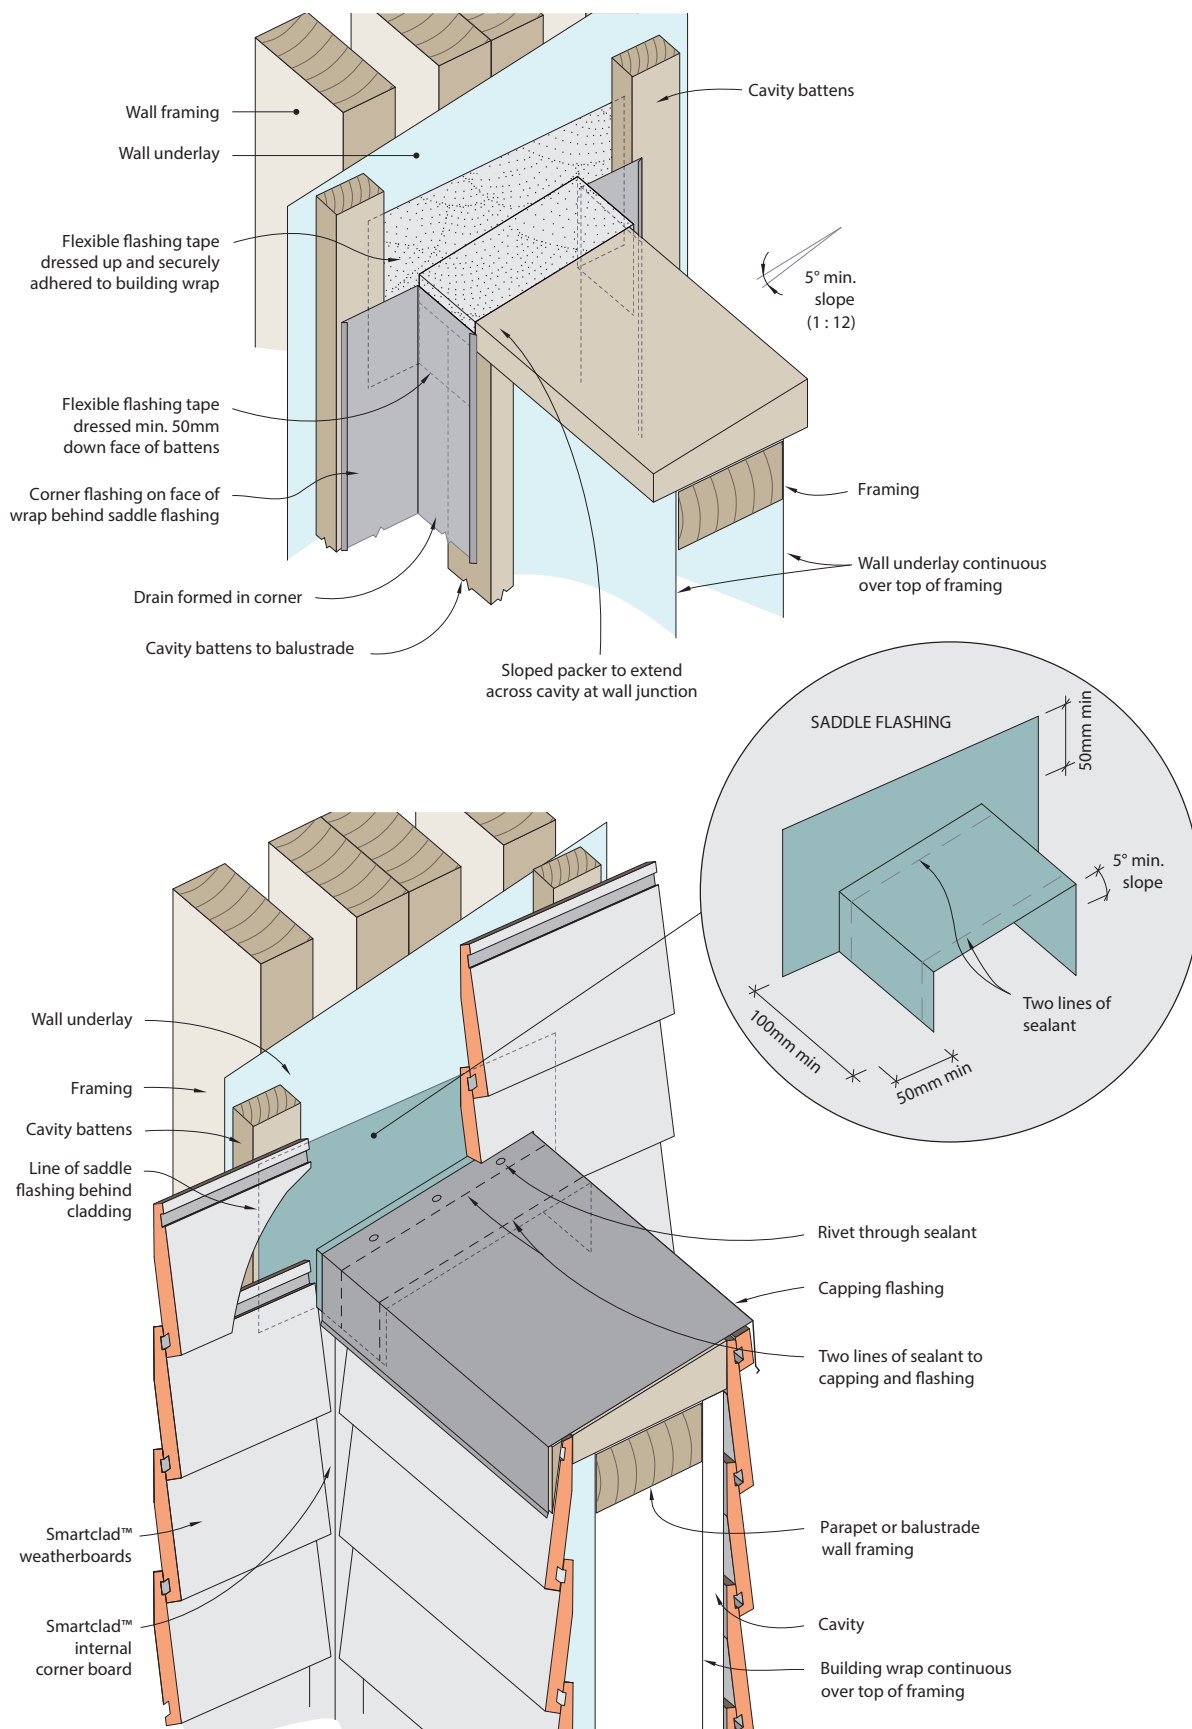 Wall framing
Wall underlay
Flexible flashing tape
dressed up and securely
adhered to building wrap
Flexible flashing tape
dressed min. 50mm
down face of battens
Corner flashing on face of
wrap behind saddle flashing
Drain formed in corner
Cavity battens to balustrade
Cavity battens
5° min.
slope
(1 : 12)
Framing
Wall underlay continuous
over top of framing
Sloped packer to extend
across cavity at wall junction
SADDLE FLASHING
50mm min
5° min.
slope
Two lines of
sealant
100mm min
50mm min
Wall underlay
Framing
Cavity battens
Line of saddle
flashing behind
cladding
Smartclad™
weatherboards
Smartclad™
internal
corner board
Rivet through sealant
Capping flashing
Two lines of sealant to
capping and flashing
Parapet or balustrade
wall framing
Cavity
Building wrap continuous
over top of framing